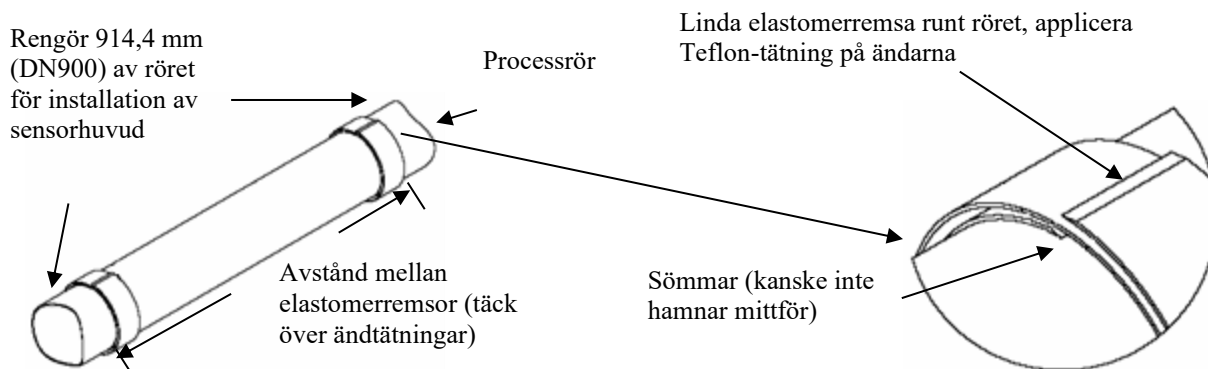 Rengör 914,4 mm
(DN900) av röret
för installation av
sensorhuvud
Processrör
Linda elastomerremsa runt röret, applicera
Teflon-tätning på ändarna
Avstånd mellan
elastomerremsor (täck
över ändtätningar)
Sömmar (kanske inte
hamnar mittför)